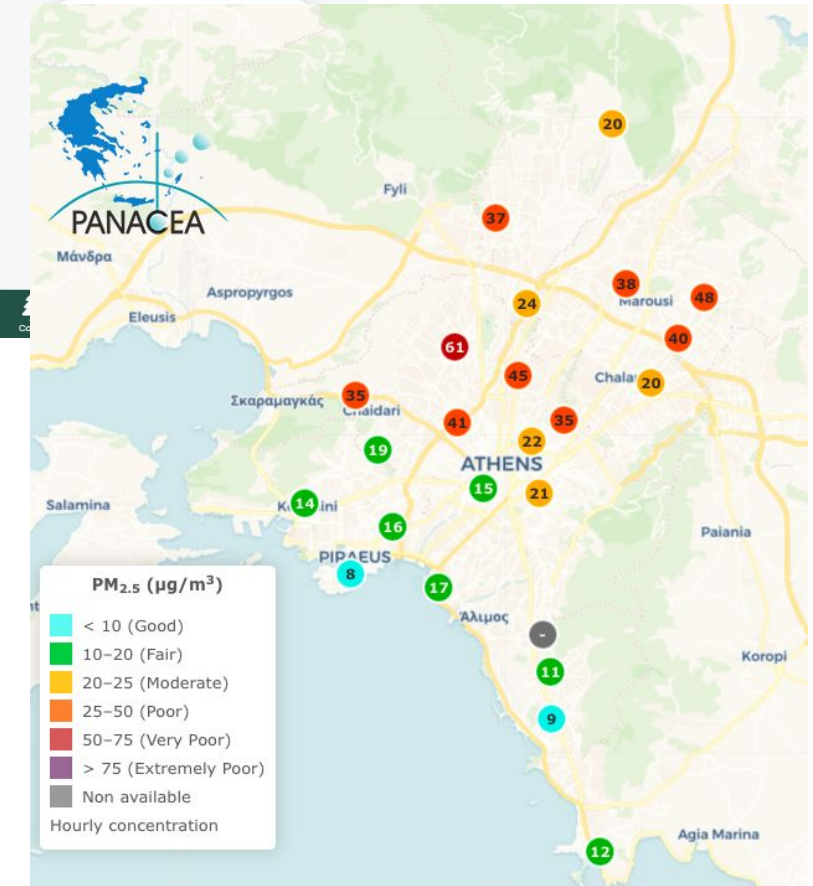 20
Fyli
37
PANACEA
Μάνδρα
38
Marousi
48
Aspropyrgos
24
Eleusis
Co
40
61
45
Chala
20
35
Σκαραμαγκάς
Chaidari
41
35
22
19
ATHENS
15
21
14
K
ini
Salamina
16
Paiania
PIRAEUS
8
17
Άλιμος
-
Koropi
11
9
Agia Marina
12
PM2.5 (μg/m³)
< 10 (Good)
10–20 (Fair)
20–25 (Moderate)
25–50 (Poor)
50–75 (Very Poor)
> 75 (Extremely Poor)
Non available
Hourly concentration